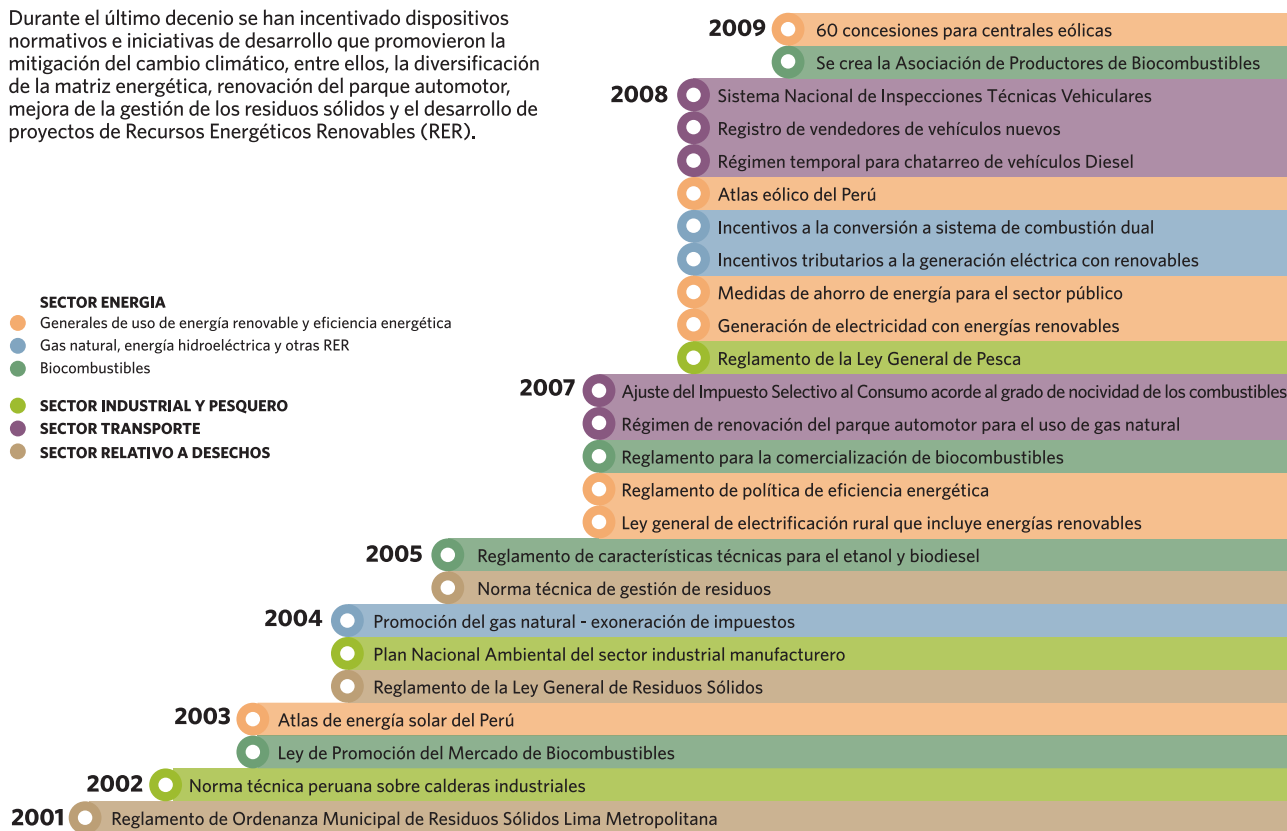 Durante el último decenio se han incentivado dispositivos
normativos e iniciativas de desarrollo que promovieron la
mitigación del cambio climático, entre ellos, la diversificación
de la matriz energética, renovación del parque automotor,
mejora de la gestión de los residuos sólidos y el desarrollo de
proyectos de Recursos Energéticos Renovables (RER).
SECTOR ENERGÍA
Generales de uso de energía renovable y eficiencia energética
Gas natural, energía hidroeléctrica y otras RER
Biocombustibles
SECTOR INDUSTRIAL Y PESQUERO
SECTOR TRANSPORTE
SECTOR RELATIVO A DESECHOS
2009 60 concesiones para centrales eólicas
Se crea la Asociación de Productores de Biocombustibles
2008 Sistema Nacional de Inspecciones Técnicas Vehiculares
Registro de vendedores de vehículos nuevos
Régimen temporal para chatarreo de vehículos Diesel
Atlas eólico del Perú
Incentivos a la conversión a sistema de combustión dual
Incentivos tributarios a la generación eléctrica con renovables
Medidas de ahorro de energía para el sector público
Generación de electricidad con energías renovables
Reglamento de la Ley General de Pesca
2007 Ajuste del Impuesto Selectivo al Consumo acorde al grado de nocividad de los combustibles
Régimen de renovación del parque automotor para el uso de gas natural
Reglamento para la comercialización de biocombustibles
Reglamento de política de eficiencia energética
Ley general de electrificación rural que incluye energías renovables
2005 Reglamento de características técnicas para el etanol y biodiesel
Norma técnica de gestión de residuos
2004 Promoción del gas natural - exoneración de impuestos
Plan Nacional Ambiental del sector industrial manufacturero
Reglamento de la Ley General de Residuos Sólidos
2003 Atlas de energía solar del Perú
Ley de Promoción del Mercado de Biocombustibles
2002 Norma técnica peruana sobre calderas industriales
2001 Reglamento de Ordenanza Municipal de Residuos Sólidos Lima Metropolitana